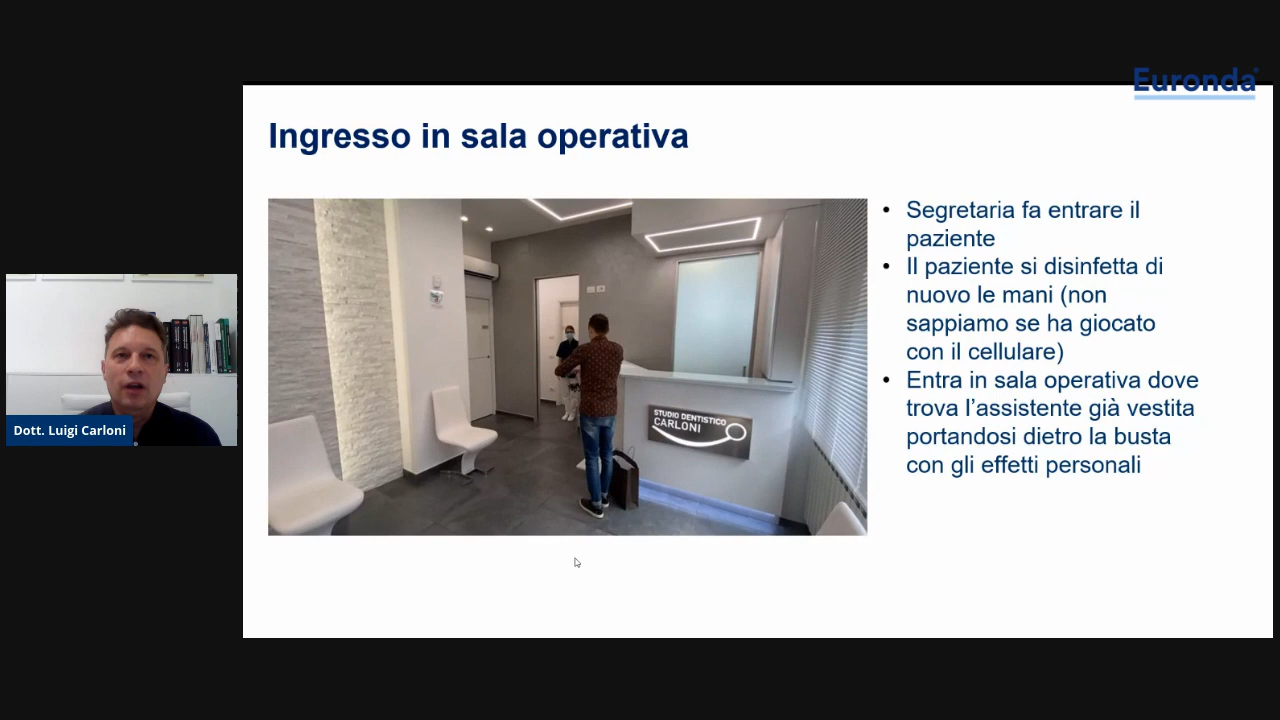 Euronda
Ingresso in sala operativa
Segretaria fa entrare il
paziente
Il paziente si disinfetta di
nuovo le mani (non
sappiamo se ha giocato
con il cellulare)
Entra in sala operativa dove
trova l’assistente già vestita
portandosi dietro la busta
con gli effetti personali
STUDIO DENTISTICO
CARLONI
Dott. Luigi Carloni